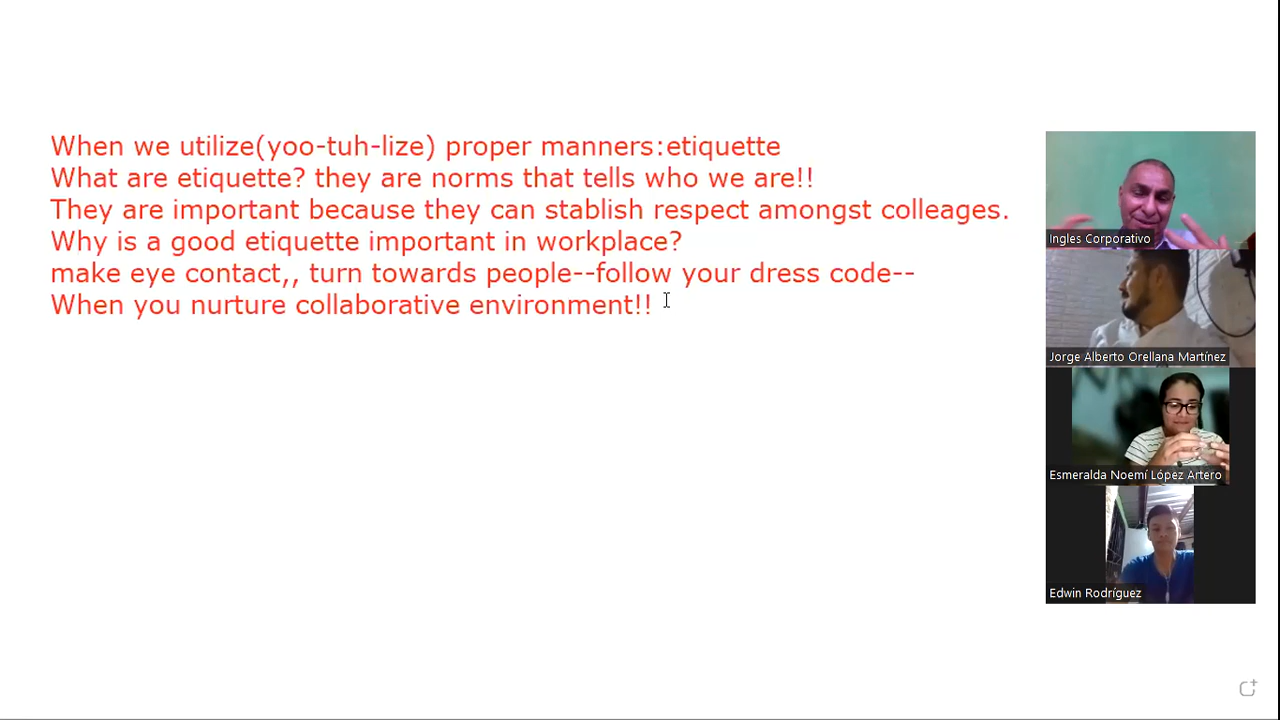 When we utilize(yoo-tuh-lize) proper manners:etiquette
What are etiquette? they are norms that tells who we are!!
They are important because they can stablish respect amongst colleages.
Why is a good etiquette important in workplace?
make eye contact,, turn towards people--follow your dress code--
When you nurture collaborative environment!!
Ingles Corporativo
Jorge Alberto Orellana Martínez
Esmeralda Noemí López Artero
Edwin Rodríguez